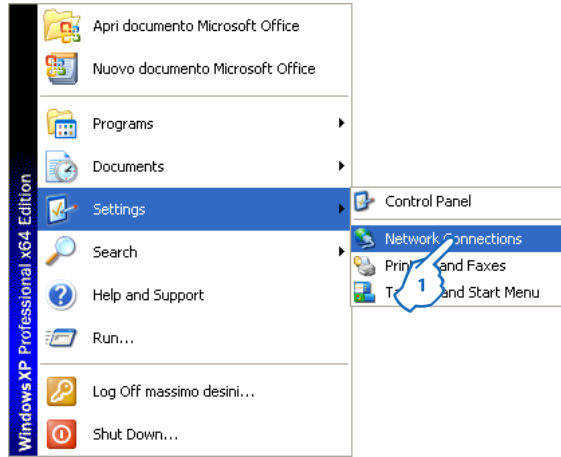 Apri documento Microsoft Office
Nuovo documento Microsoft Office
Programs
Documents
Settings
Search
Help and Support
Run...
Log Off massimo desini...
Shut Down...
Windows XP Professional x64 Edition
Control Panel
Network Connections
and Faxes
and Start Menu
1